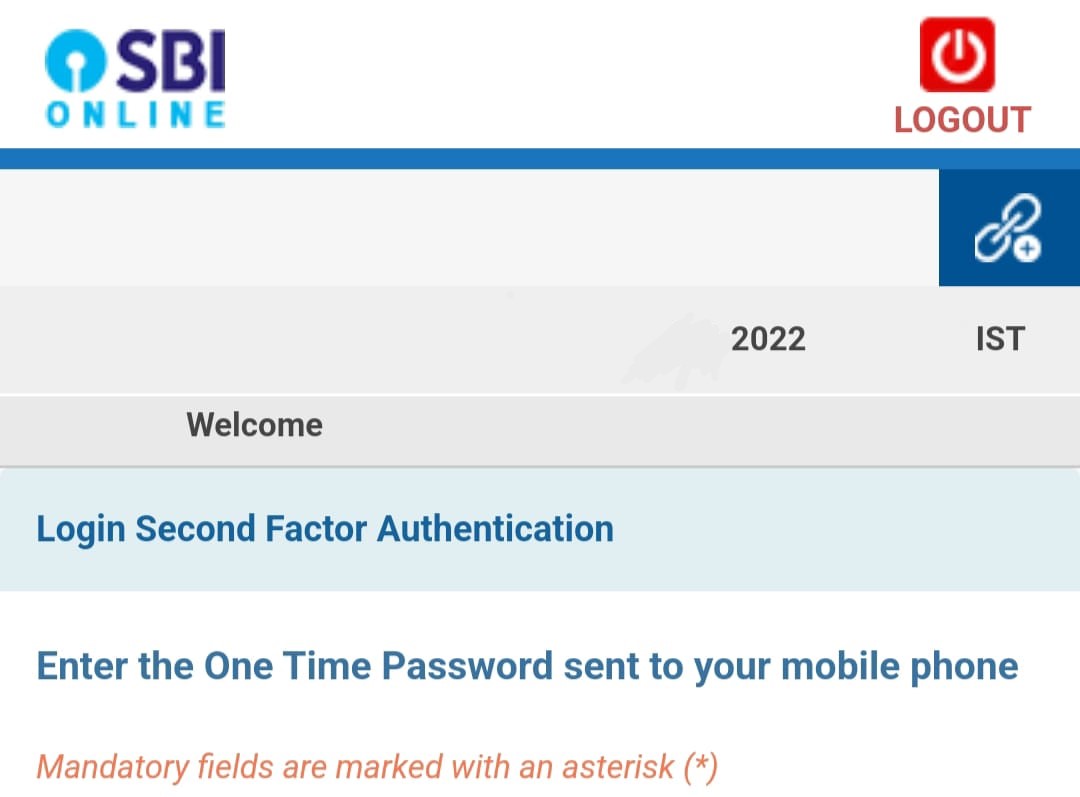 SBI
ONLINE
LOGOUT
2022 IST
Welcome
Login Second Factor Authentication
Enter the One Time Password sent to your mobile phone
Mandatory fields are marked with an asterisk (*)